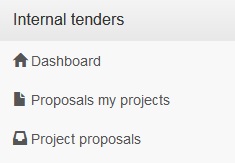 Internal tenders
Dashboard
Proposals my projects
Project proposals